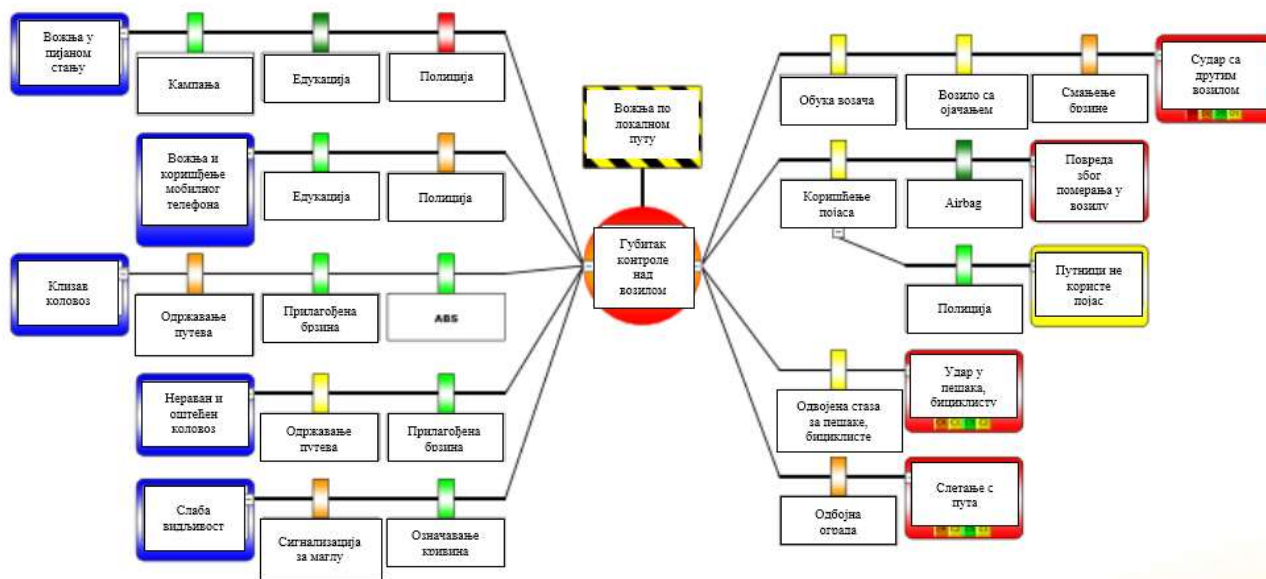 Вожња у
пијаном
стању
Кампања
Едукација
Полиција
Вожња и
коришђење
мобилног
телефона
Едукација
Полиција
Клизав
коловоз
Одржавање
путева
Прилагођена
брзина
ABS
Нераван и
оштећен
коловоз
Одржавање
путева
Прилагођена
брзина
Слаба
видљивост
Сигнализација
за маглу
Означавање
кривина
Вожња по
локалном
путу
Губитак
контроле
над
возилом
Обука возача
Возило са
ојачањем
Смањење
брзине
Судар са
другим
возилом
Коришћење
појаса
Airbag
Повреда
због
померања у
возилу
Полиција
Путници не
користе
појас
Одвојена стаза
за пешаке,
бициклисте
Удар у
пешака,
бициклисту
Одбојна
ограда
Слетање с
пута